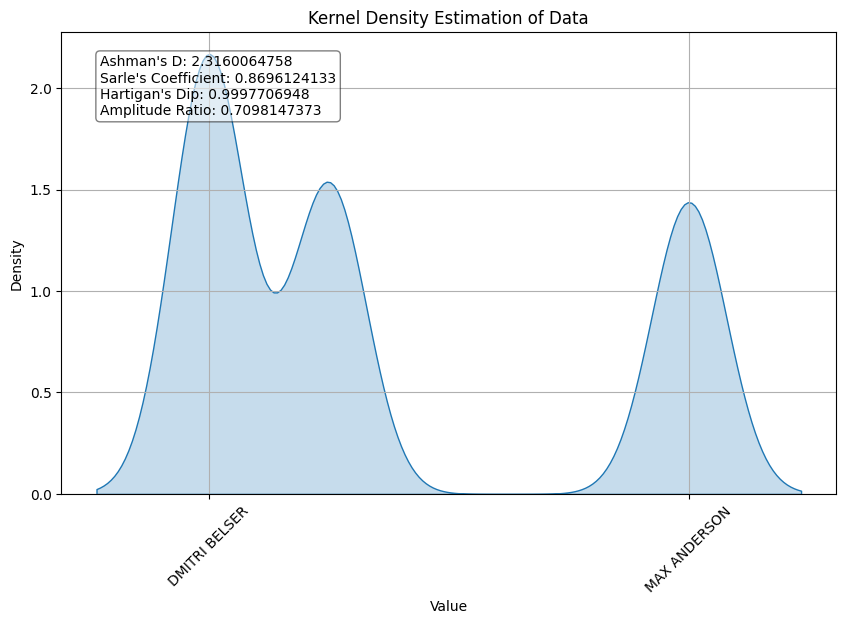 Kernel Density Estimation of Data
Ashman's D: 2.3160064758
Sarle's Coefficient: 0.8696124133
Hartigan's Dip: 0.9997706948
Amplitude Ratio: 0.7098147373
2.0
1.5
1.0
0.5
0.0
Density
DMITRI BELSER
MAX ANDERSON
Value